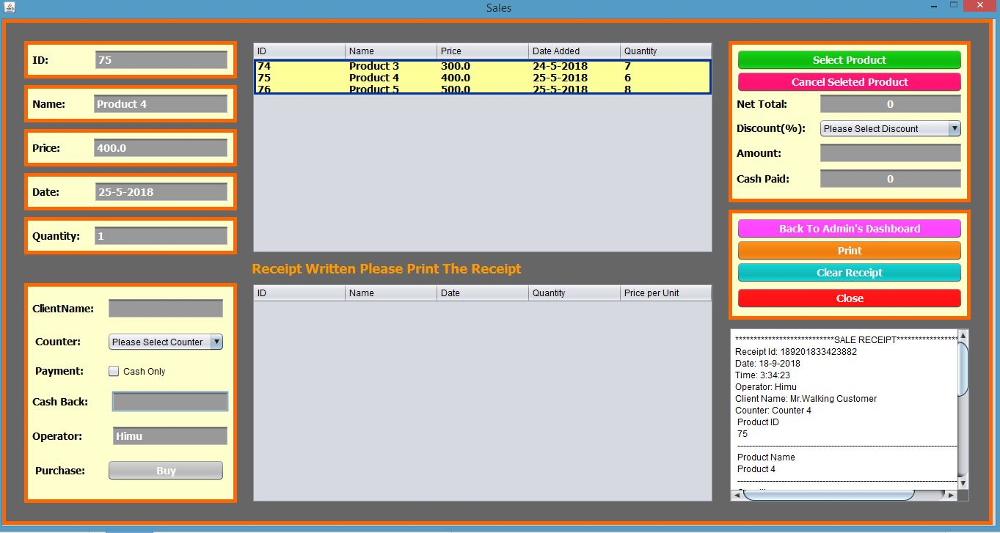 Sales
ID: 75
Name: Product 4
Price: 400.0
Date: 25-5-2018
Quantity: 1
ID Name Price Date Added Quantity
74 Product 3 300.0 24-5-2018 7
75 Product 4 400.0 25-5-2018 6
76 Product 5 500.0 25-5-2018 8
Select Product
Cancel Seleted Product
Net Total: 0
Discount(%): Please Select Discount
Amount:
Cash Paid: 0
Back To Admin's Dashboard
Print
Clear Receipt
Close
Receipt Written Please Print The Receipt
ID Name Date Quantity Price per Unit
ClientName:
Counter: Please Select Counter
Payment: Cash Only
Cash Back:
Operator: Himu
Purchase: Buy
***************************SALE RECEIPT*****************
Receipt Id: 189201833423882
Date: 18-9-2018
Time: 3:34:23
Operator: Himu
Client Name: Mr.Walking Customer
Counter: Counter 4
Product ID
75
Product Name
Product 4